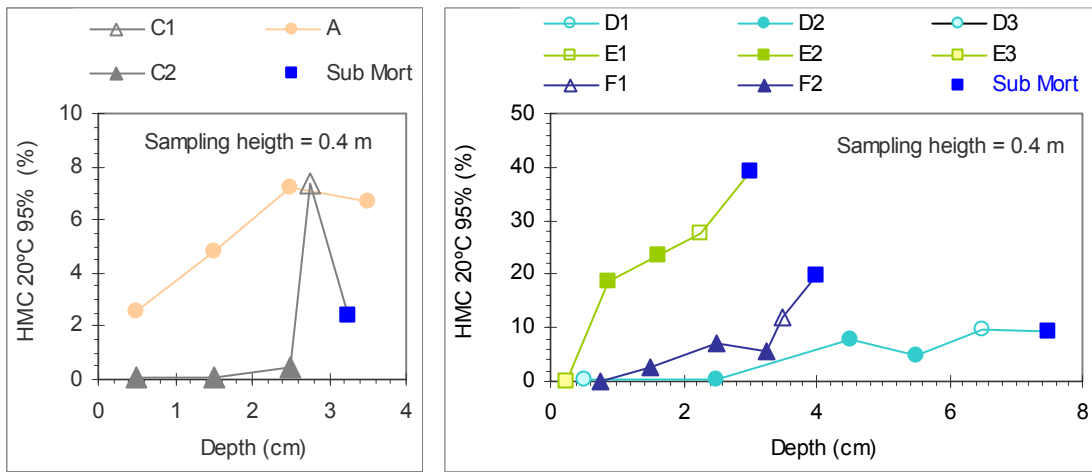 C1 A
C2 Sub Mort
10
8
6
4
2
0
HMC 20ºC 95% (%)
Sampling heigth = 0.4 m
0 1 2 3 4
Depth (cm)
D1 D2 D3
E1 E2 E3
F1 F2 Sub Mort
50
40
30
20
10
0
HMC 20ºC 95% (%)
Sampling heigth = 0.4 m
0 2 4 6 8
Depth (cm)